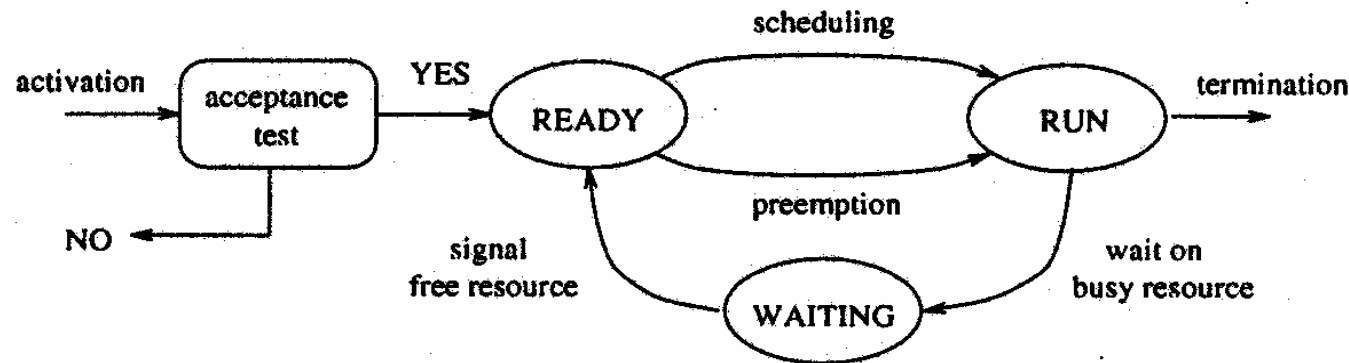 scheduling
activation
acceptance
test
YES
READY
RUN
termination
preemption
NO
signal
free resource
wait on
busy resource
WAITING